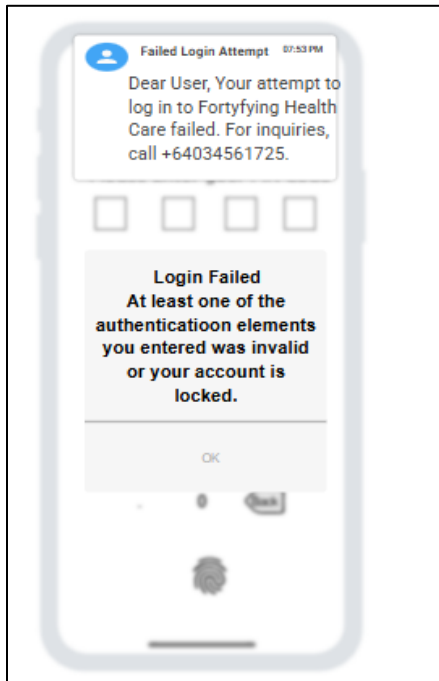 Failed Login Attempt 07:53 PM
Dear User, Your attempt to
log in to Fortyfying Health
Care failed. For inquiries,
call +64034561725.
Login Failed
At least one of the
authenticatioon elements
you entered was invalid
or your account is
locked.
OK
0